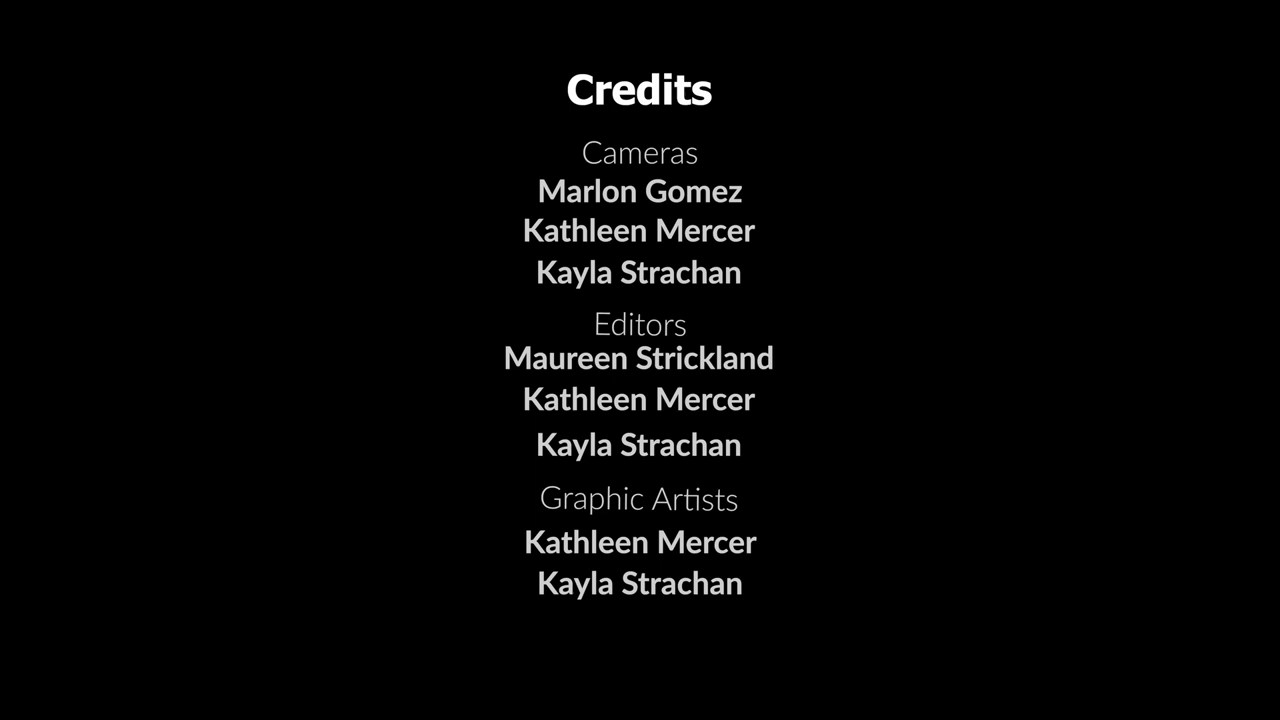 Credits
Cameras
Marlon Gomez
Kathleen Mercer
Kayla Strachan
Editors
Maureen Strickland
Kathleen Mercer
Kayla Strachan
Graphic Artists
Kathleen Mercer
Kayla Strachan